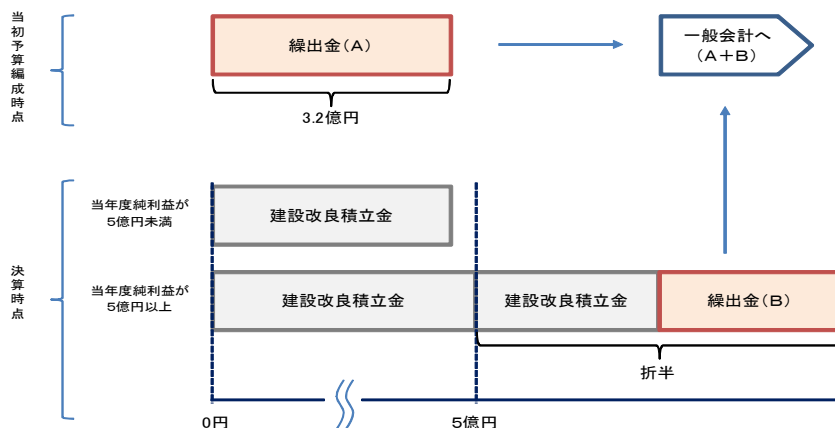 当初予算編成時点
繰出金(A)
一般会計へ
(A+B)
3.2億円
決算時点
当年度純利益が
5億円未満
建設改良積立金
当年度純利益が
5億円以上
建設改良積立金
建設改良積立金
繰出金(B)
折半
0円
5億円